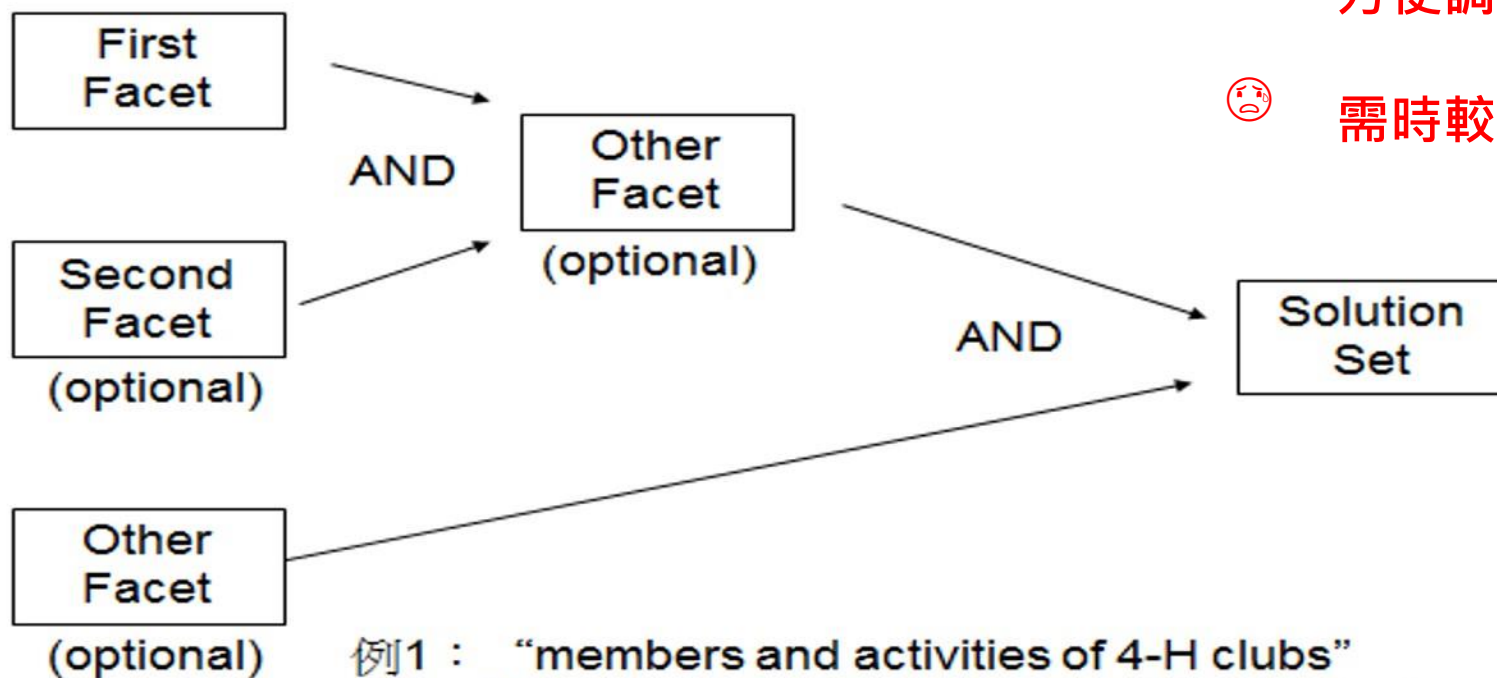 First
Facet
AND
Second
Facet
(optional)
Other
Facet
(optional)
Other
Facet
(optional)
AND
Solution
Set
需時較
例1： “members and activities of 4-H clubs”